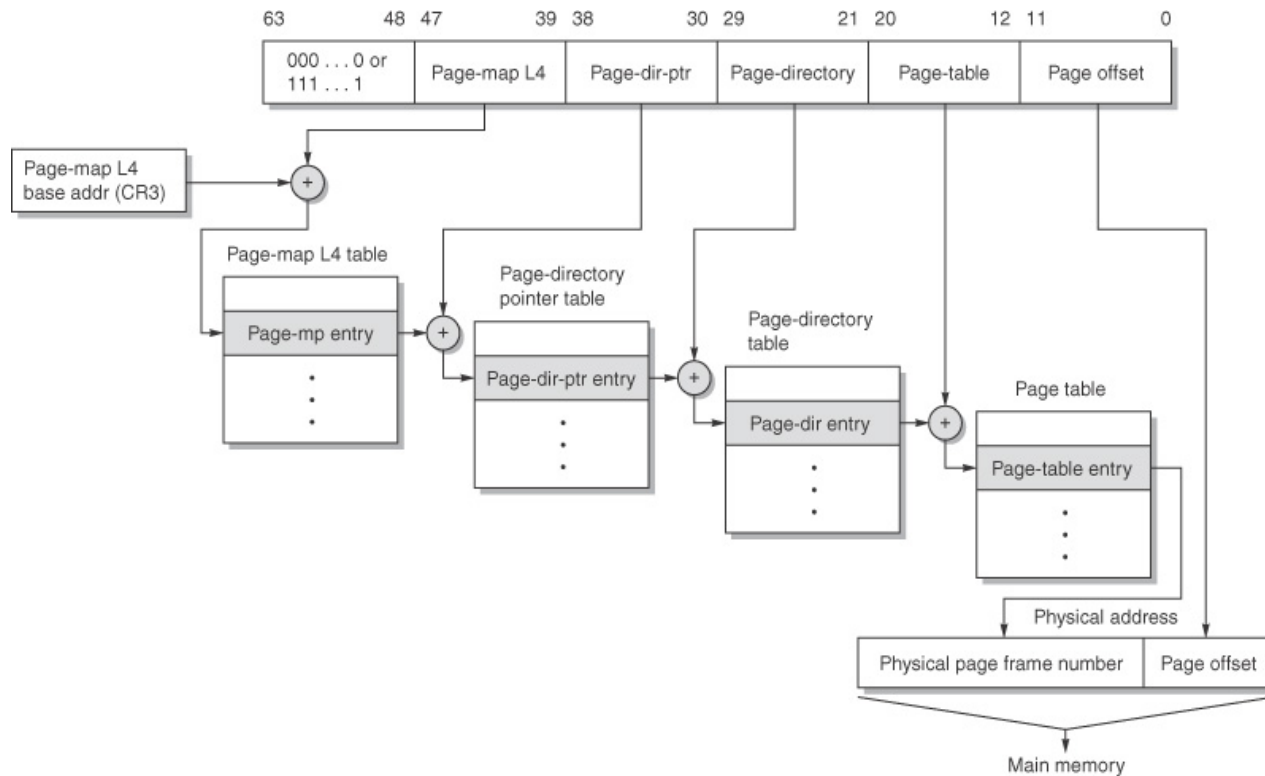 63 48 47 39 38 30 29 21 20 12 11 0
000 . . . 0 or
111 . . . 1
Page-map L4
Page-dir-ptr
Page-directory
Page-table
Page offset
Page-map L4
base addr (CR3)
+
Page-map L4 table
Page-mp entry
+
Page-directory
pointer table
Page-dir-ptr entry
+
Page-directory
table
Page-dir entry
+
Page table
Page-table entry
Physical address
Physical page frame number
Page offset
Main memory